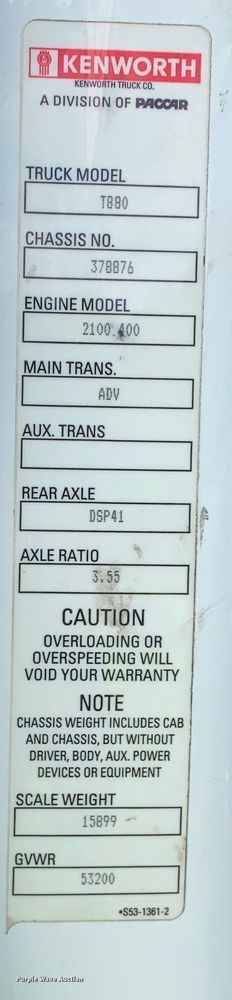 KENWORTH
KENWORTH TRUCK CO.
A DIVISION OF PACCAR
TRUCK MODEL
T880
CHASSIS NO.
378876
ENGINE MODEL
2100.400
MAIN TRANS.
ADV
AUX. TRANS
REAR AXLE
DSP41
AXLE RATIO
3.55
CAUTION
OVERLOADING OR
OVERSPEEDING WILL
VOID YOUR WARRANTY
NOTE
CHASSIS WEIGHT INCLUDES CAB
AND CHASSIS, BUT WITHOUT
DRIVER, BODY, AUX. POWER
DEVICES OR EQUIPMENT
SCALE WEIGHT
15899
GVWR
53200
•S53-1361-2
Purple Wave Auction